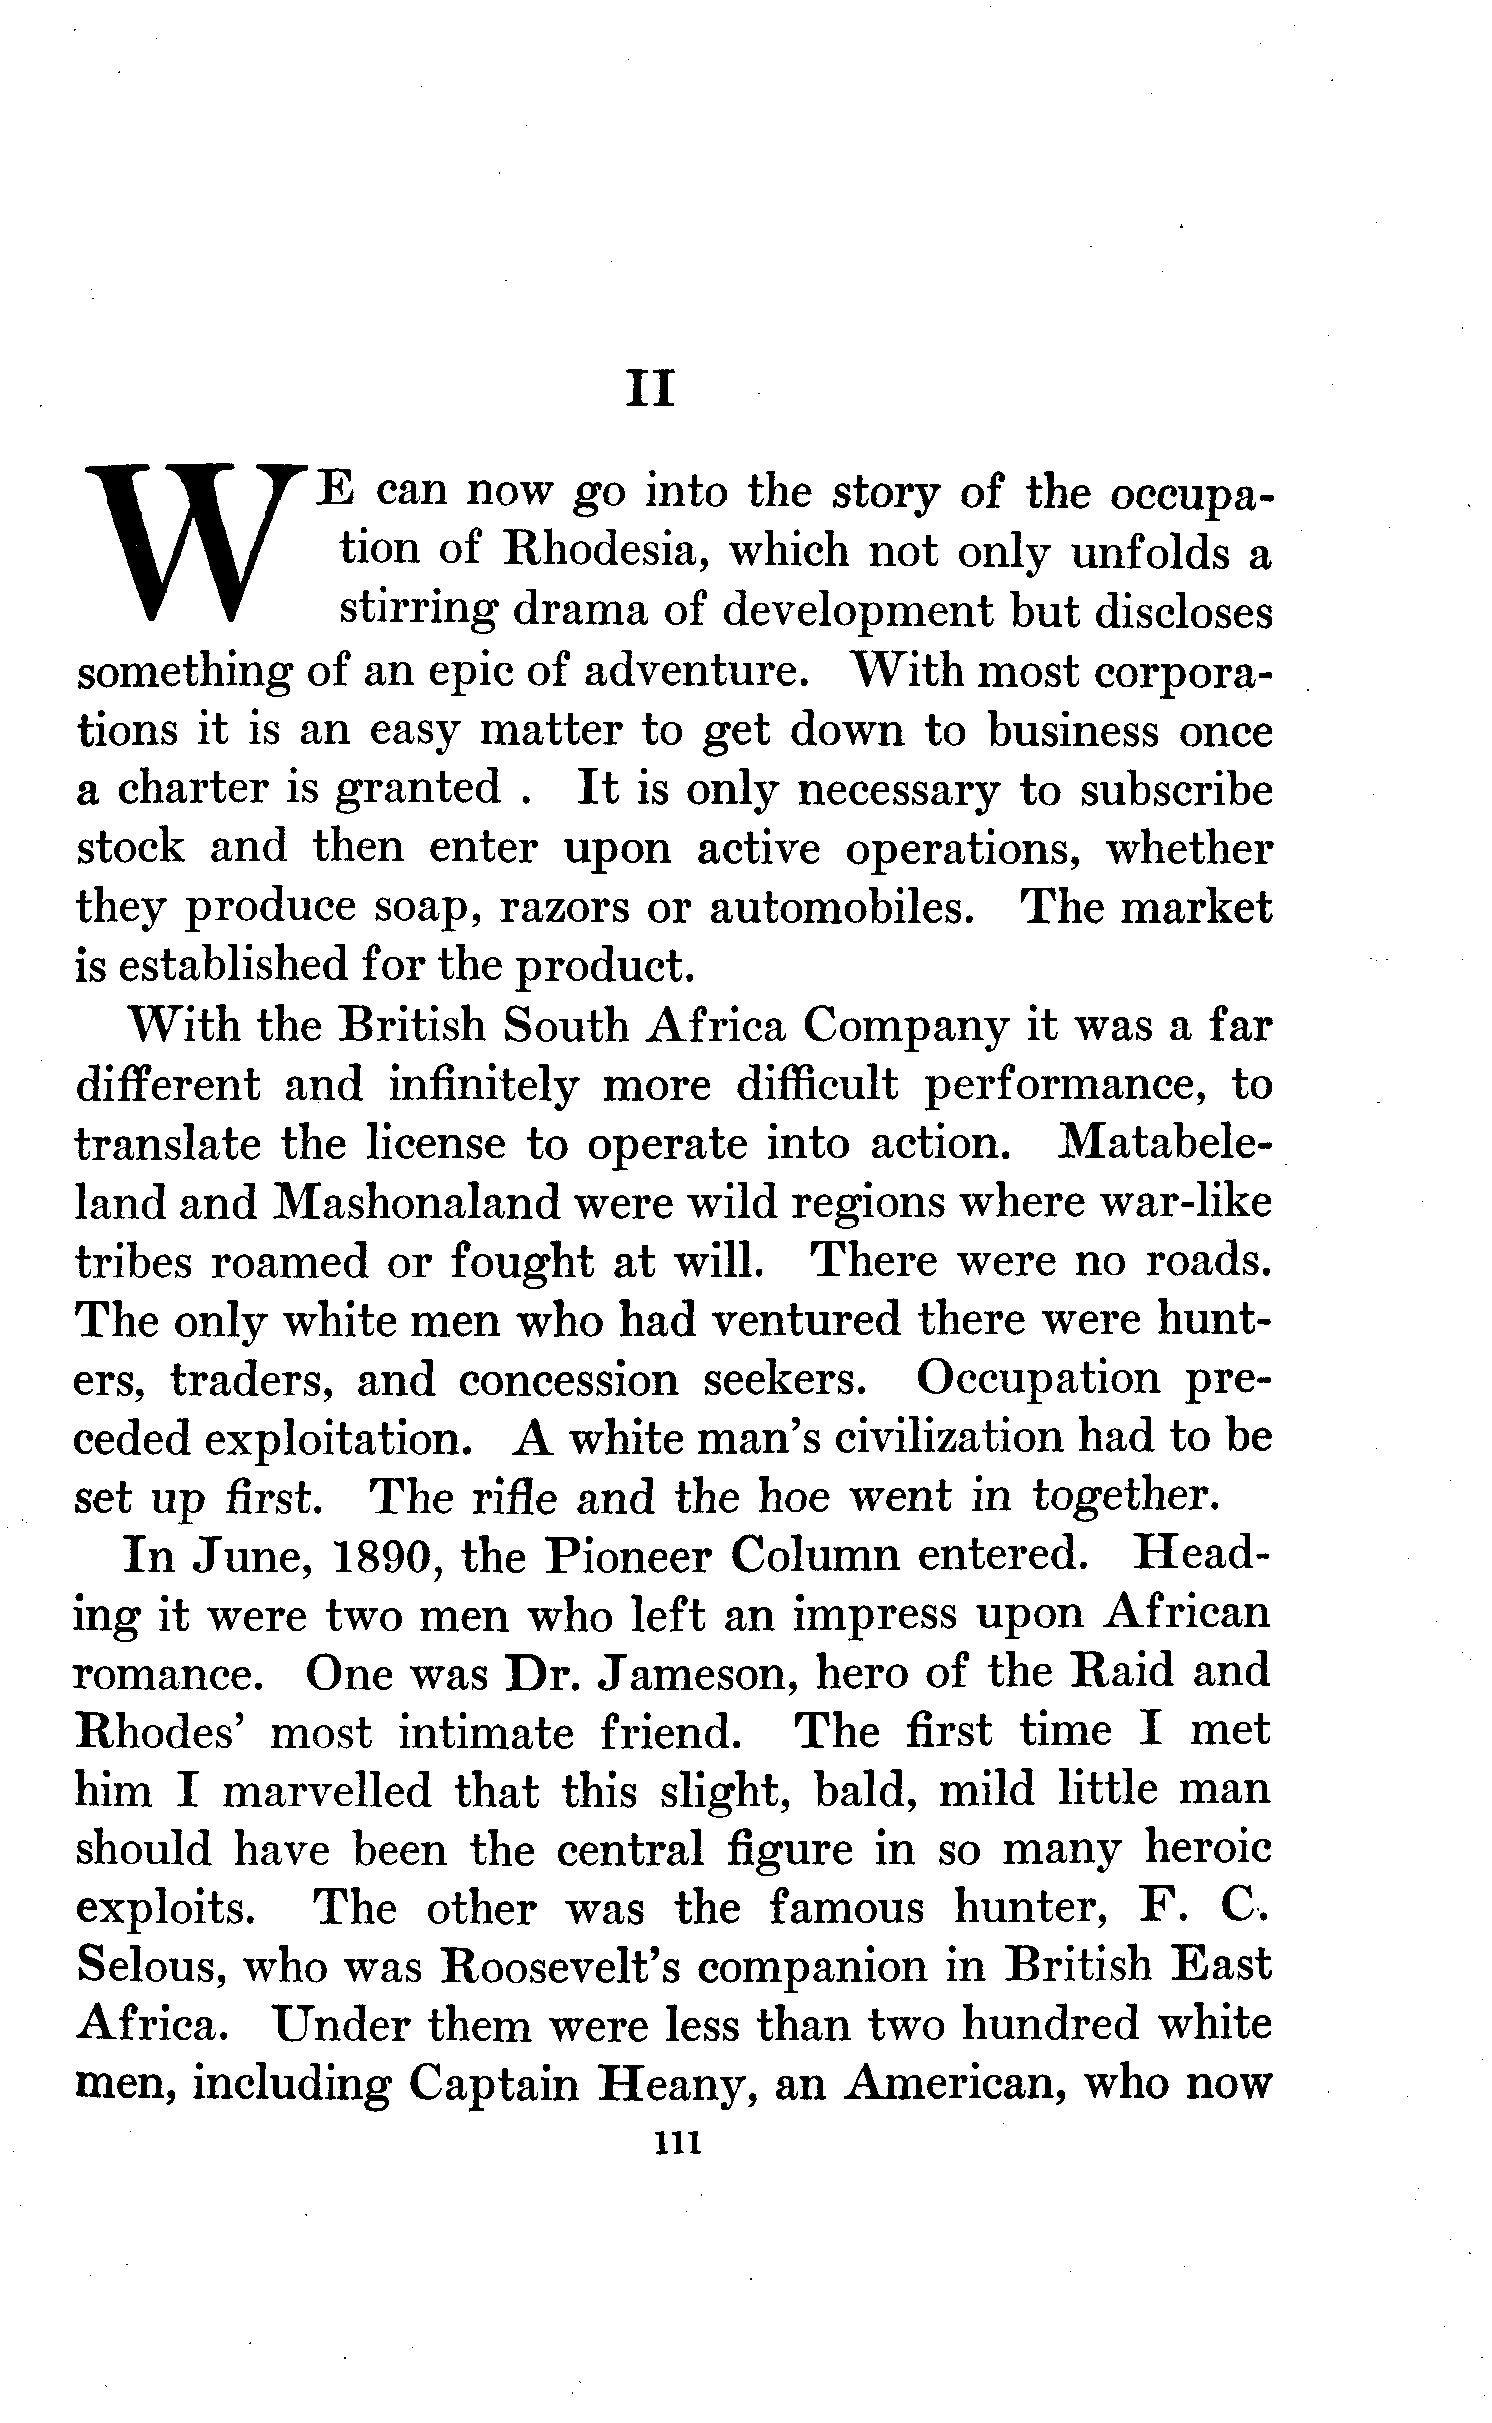 II
WE can now go into the story of the occupa-
tion of Rhodesia, which not only unfolds a
stirring drama of development but discloses
something of an epic of adventure. With most corpora-
tions it is an easy matter to get down to business once
a charter is granted . It is only necessary to subscribe
stock and then enter upon active operations, whether
they produce soap, razors or automobiles. The market
is established for the product.
With the British South Africa Company it was a far
different and infinitely more difficult performance, to
translate the license to operate into action. Matabele-
land and Mashonaland were wild regions where war-like
tribes roamed or fought at will. There were no roads.
The only white men who had ventured there were hunt-
ers, traders, and concession seekers. Occupation pre-
ceded exploitation. A white man's civilization had to be
set up first. The rifle and the hoe went in together.
In June, 1890, the Pioneer Column entered. Head-
ing it were two men who left an impress upon African
romance. One was Dr. Jameson, hero of the Raid and
Rhodes' most intimate friend. The first time I met
him I marvelled that this slight, bald, mild little man
should have been the central figure in so many heroic
exploits. The other was the famous hunter, F. C.
Selous, who was Roosevelt's companion in British East
Africa. Under them were less than two hundred white
men, including Captain Heany, an American, who now
111